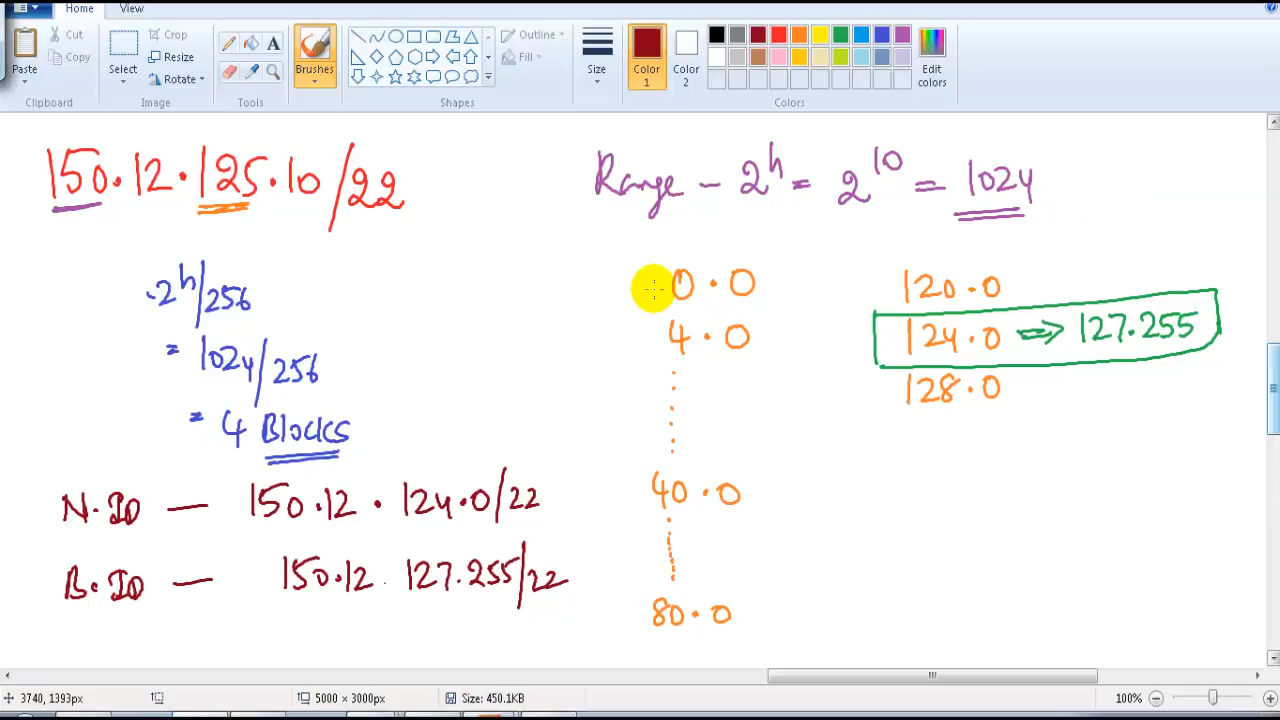 Home View
Paste
Cut
Copy
Clipboard
Select
Crop
Resize
Rotate
Image
A
Tools
Brushes
Outline
Fill
Shapes
Size
Color 1
Color 2
Edit colors
Colors
150.12.125.10/22
Range - 2^h = 2^10 = 1024
.2^h/256
= 1024/256
= 4 Blocks
N.ID — 150.12.124.0/22
B.ID — 150.12.127.255/22
0.0
4.0
40.0
80.0
120.0
124.0 => 127.255
128.0
3740, 1393px
5000 × 3000px
Size: 450.1KB
100%